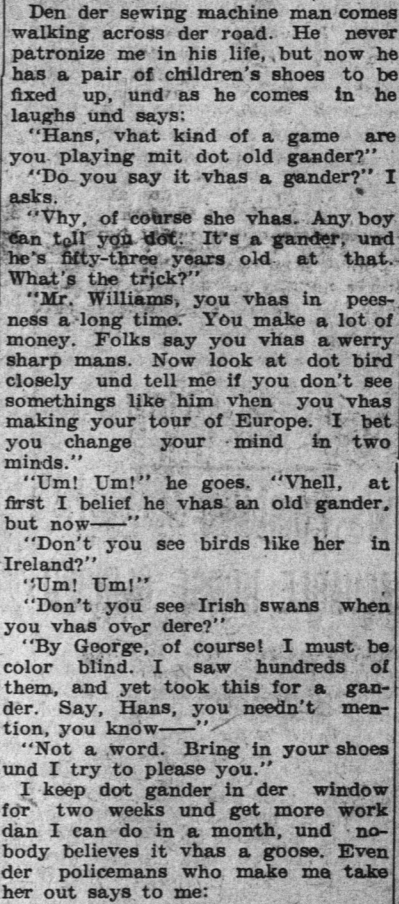 Den der sewing machine man comes
walking across der road. He never
patronize me in his life, but now he
has a pair of children's shoes to be
fixed up, und as he comes in he
laughs und says:
"Hans, vhat kind of a game are
you playing mit dot old gander?"
"Do you say it vhas a gander?" I
asks.
"Vhy, of course she vhas. Any boy
can tell you dot. It's a gander, und
he's fifty-three years old at that.
What's the trick?"
"Mr. Williams, you vhas in pees-
ness a long time. You make a lot of
money. Folks say you vhas a werry
sharp mans. Now look at dot bird
closely und tell me if you don't see
somethings like him vhen you vhas
making your tour of Europe. I bet
you change your mind in two
minds."
"Um! Um!" he goes. "Vhell, at
first I belief he vhas an old gander,
but now——"
"Don't you see birds like her in
Ireland?"
"Um! Um!"
"Don't you see Irish swans when
you vhas over dere?"
"By George, of course! I must be
color blind. I saw hundreds of
them, and yet took this for a gan-
der. Say, Hans, you needn't men-
tion, you know——"
"Not a word. Bring in your shoes
und I try to please you."
I keep dot gander in der window
for two weeks und get more work
dan I can do in a month, und no-
body believes it vhas a goose. Even
der policemans who make me take
her out says to me: